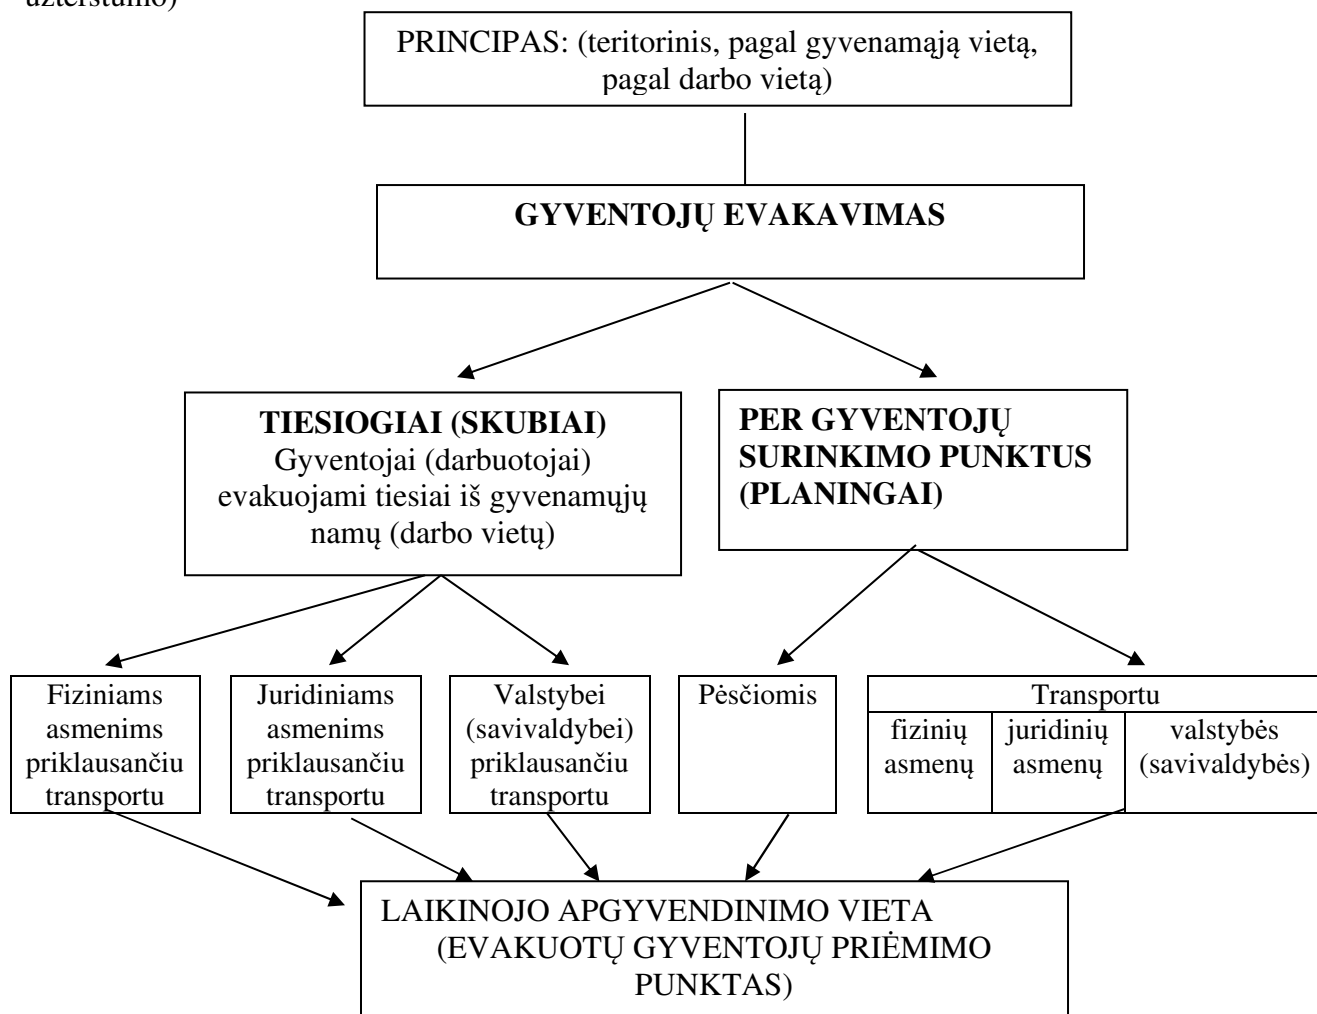 užterštumo)
PRINCIPAS: (teritorinis, pagal gyvenamąją vietą,
pagal darbo vietą)
GYVENTOJŲ EVAKAVIMAS
TIESIOGIAI (SKUBIAI)
Gyventojai (darbuotojai)
evakuojami tiesiai iš gyvenamųjų
namų (darbo vietų)
PER GYVENTOJŲ
SURINKIMO PUNKTUS
(PLANINGAI)
Fiziniams
asmenims
priklausančiu
transportu
Juridiniams
asmenims
priklausančiu
transportu
Valstybei
(savivaldybei)
priklausančiu
transportu
Pėsčiomis
Transportu
fizinių
asmenų
juridinių
asmenų
valstybės
(savivaldybės)
LAIKINOJO APGYVENDINIMO VIETA
(EVAKUOTŲ GYVENTOJŲ PRIĖMIMO
PUNKTAS)